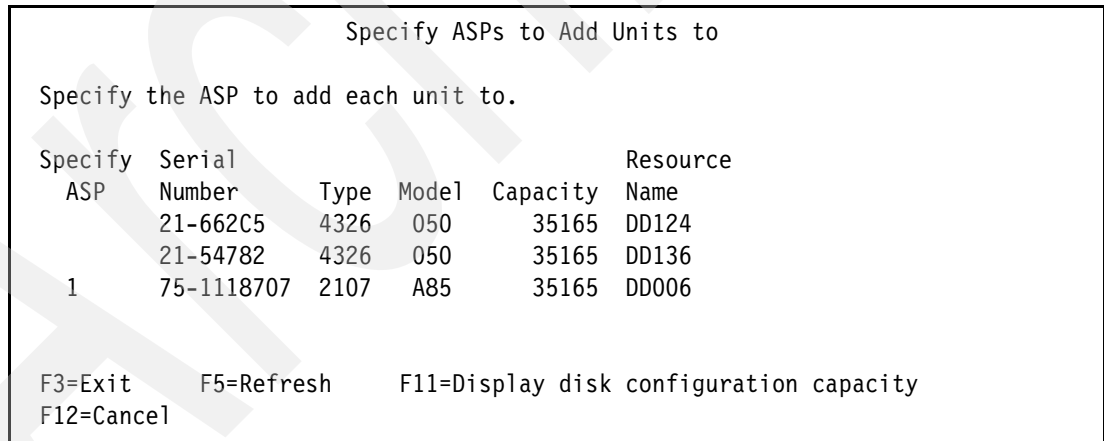 Specify ASPs to Add Units to
Specify the ASP to add each unit to.
Specify Serial Resource
ASP Number Type Model Capacity Name
21-662C5 4326 050 35165 DD124
21-54782 4326 050 35165 DD136
1 75-1118707 2107 A85 35165 DD006
F3=Exit F5=Refresh F11=Display disk configuration capacity
F12=Cancel